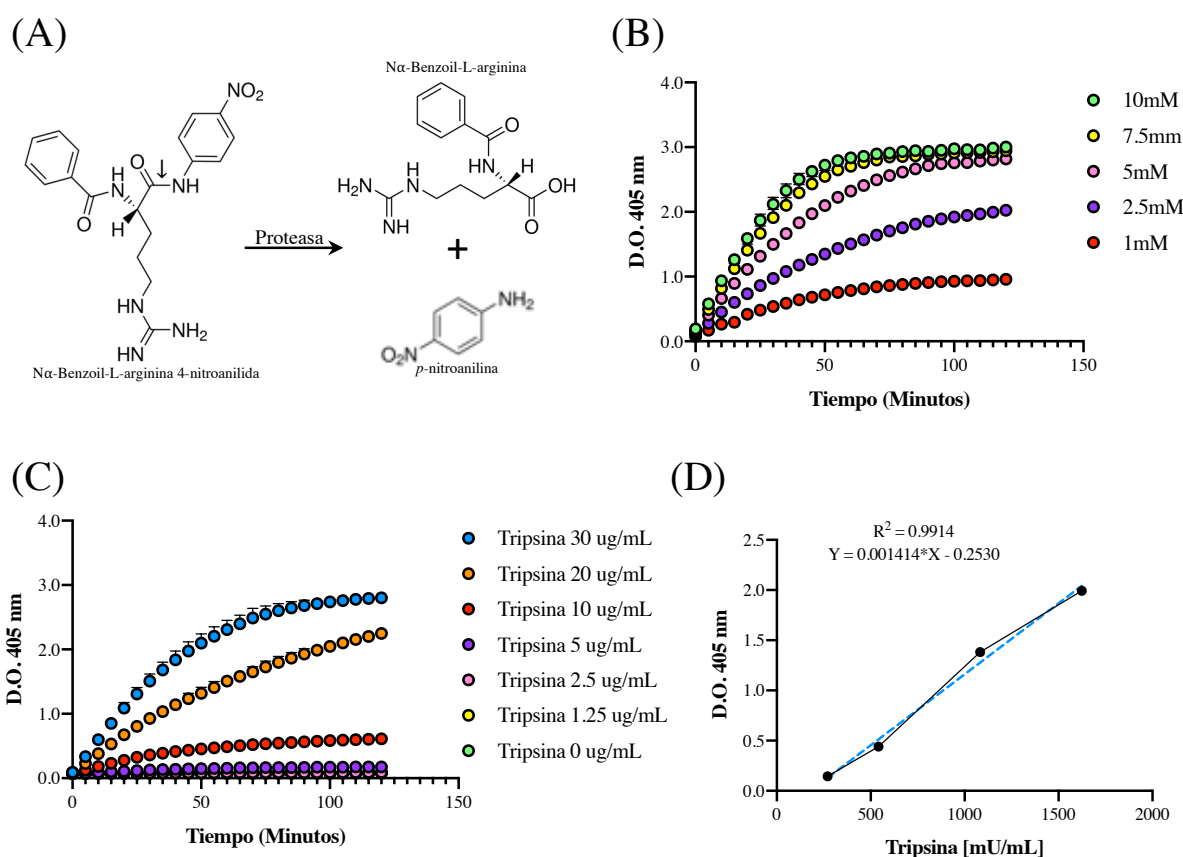 (A)
NO₂
NH
O
NH
O
H
HN
NH₂
HN
Nα-Benzoil-L-arginina 4-nitroanilida
Proteasa
Nα-Benzoil-L-arginina
O
NH
H
H₂N
H
N
NH
OH
O
+
NH₂
O₂N
p-nitroanilina
(B)
D.O. 405 nm
4.0
3.0
2.0
1.0
0.0
0
50
100
150
Tiempo (Minutos)
10mM
7.5mm
5mM
2.5mM
1mM
(C)
D.O. 405 nm
4.0
3.0
2.0
1.0
0.0
0
50
100
150
Tiempo (Minutos)
Tripsina 30 ug/mL
Tripsina 20 ug/mL
Tripsina 10 ug/mL
Tripsina 5 ug/mL
Tripsina 2.5 ug/mL
Tripsina 1.25 ug/mL
Tripsina 0 ug/mL
(D)
R² = 0.9914
Y = 0.001414*X - 0.2530
D.O. 405 nm
2.5
2.0
1.5
1.0
0.5
0.0
0
500
1000
1500
2000
Tripsina [mU/mL]